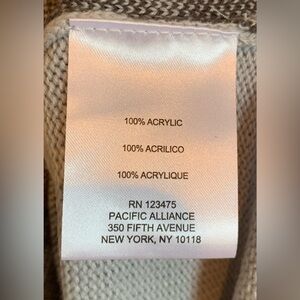 100% ACRYLIC
100% ACRILICO
100% ACRYLIQUE
RN 123475
PACIFIC ALLIANCE
350 FIFTH AVENUE
NEW YORK, NY 10118